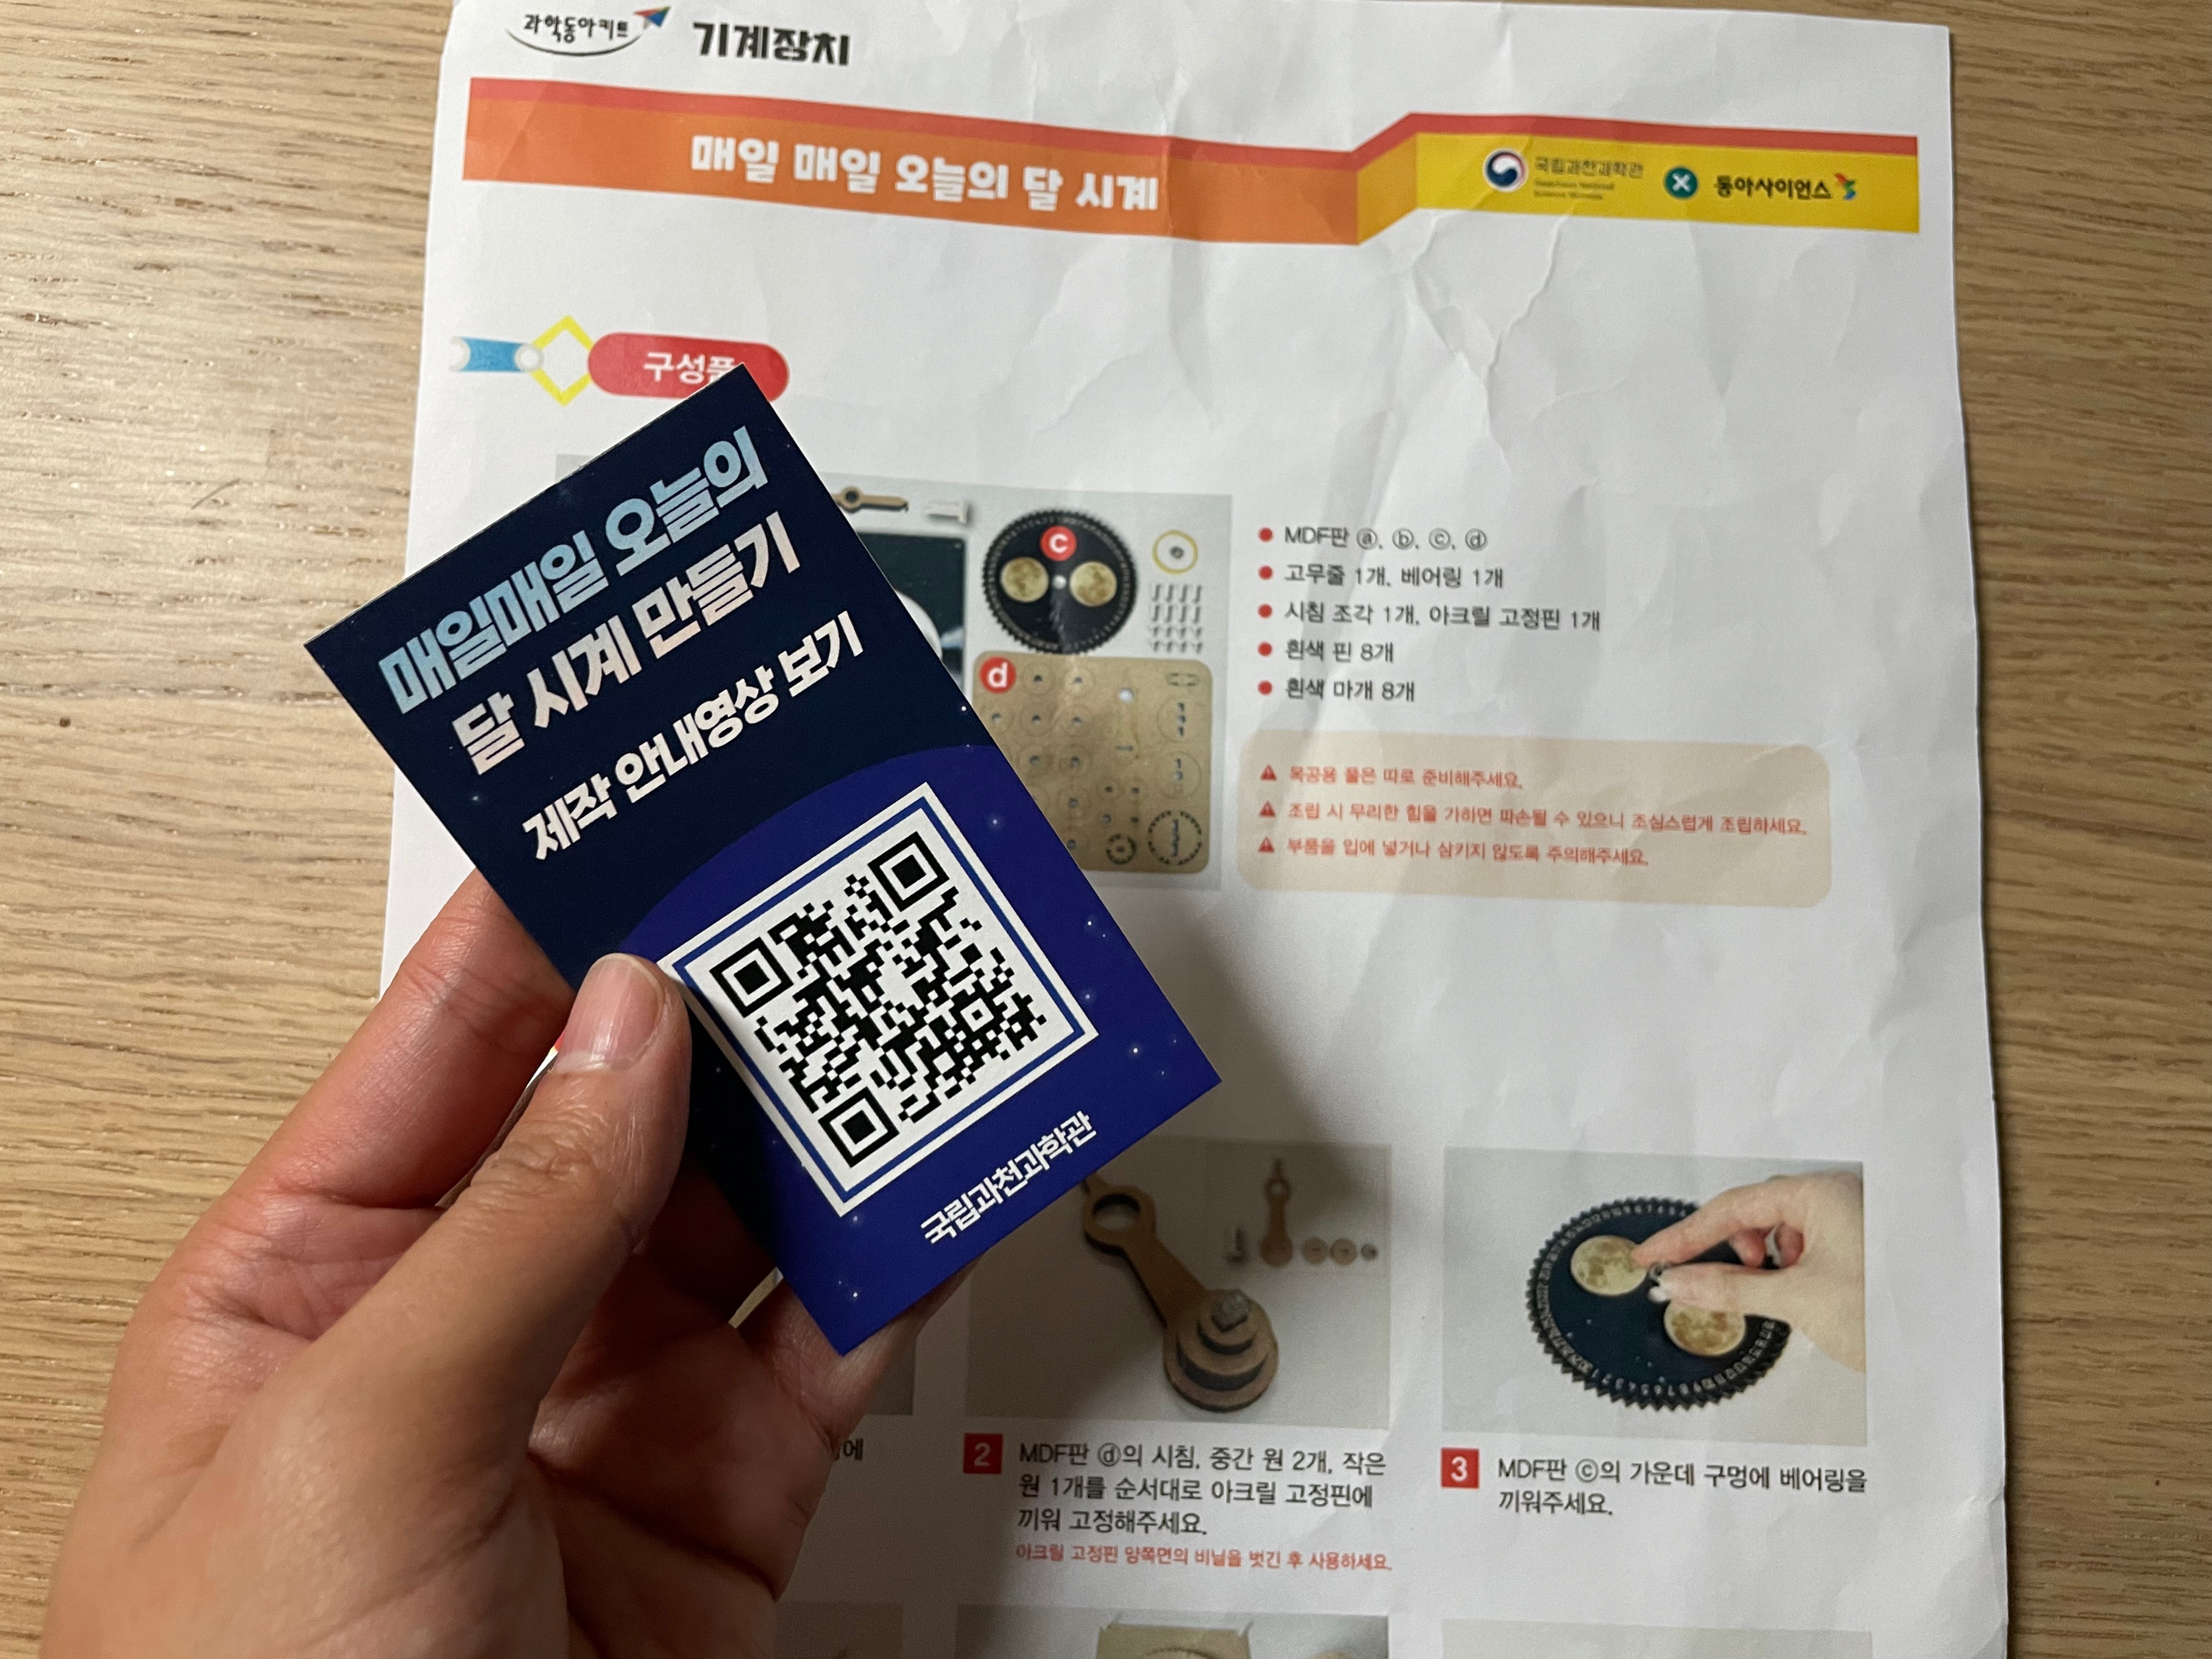 과학동아키트
기계장치
매일 매일 오늘의 달 시계
국립과천과학관
동아사이언스
구성품
c
d
MDF판 ⓐ, ⓑ, ⓒ, ⓓ
고무줄 1개, 베어링 1개
시침 조각 1개, 아크릴 고정핀 1개
흰색 핀 8개
흰색 마개 8개
목공용 풀은 따로 준비해주세요.
조립 시 무리한 힘을 가하면 파손될 수 있으니 조심스럽게 조립하세요.
부품을 입에 넣거나 삼키지 않도록 주의해주세요.
매일매일 오늘의
달 시계 만들기
제작 안내영상 보기
국립과천과학관
에
2 MDF판 ⓓ의 시침, 중간 원 2개, 작은
원 1개를 순서대로 아크릴 고정핀에
끼워 고정해주세요.
아크릴 고정핀 양쪽면의 비닐을 벗긴 후 사용하세요.
3 MDF판 ⓒ의 가운데 구멍에 베어링을
끼워주세요.